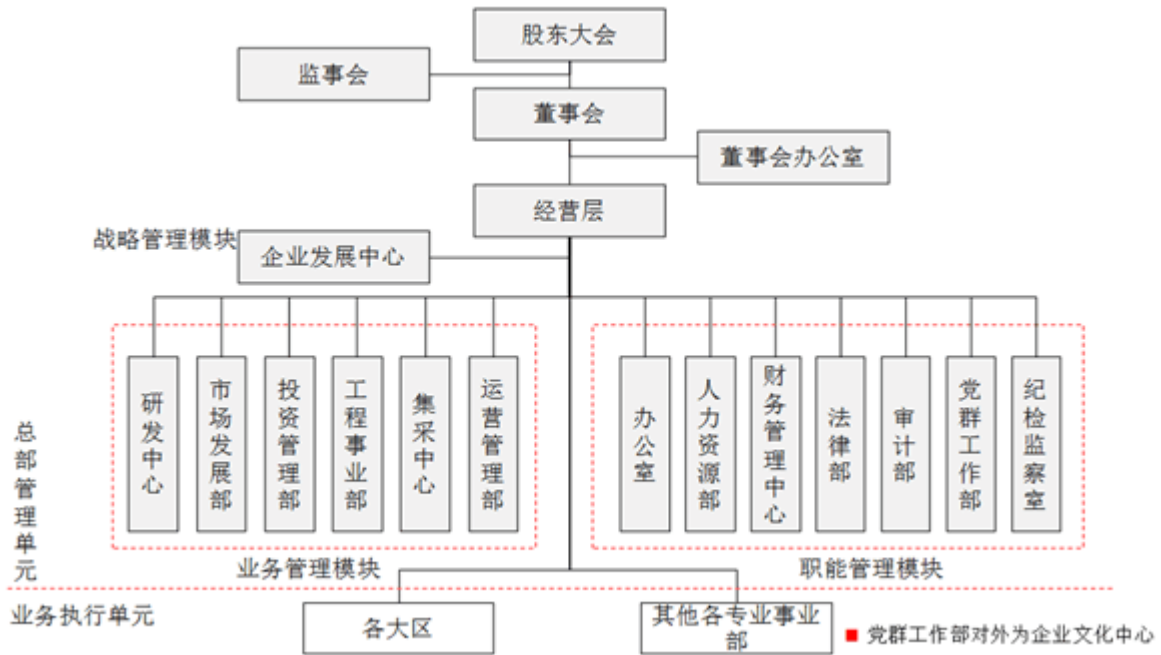 股东大会
监事会
董事会
董事会办公室
经营层
战略管理模块
企业发展中心
研发中心
市场发展部
投资管理部
工程事业部
集采中心
运营管理部
办公室
人力资源部
财务管理中心
法律部
审计部
党群工作部
纪检监察室
总部管理单元
业务管理模块
职能管理模块
业务执行单元
各大区
其他各专业事业
部
党群工作部对外为企业文化中心